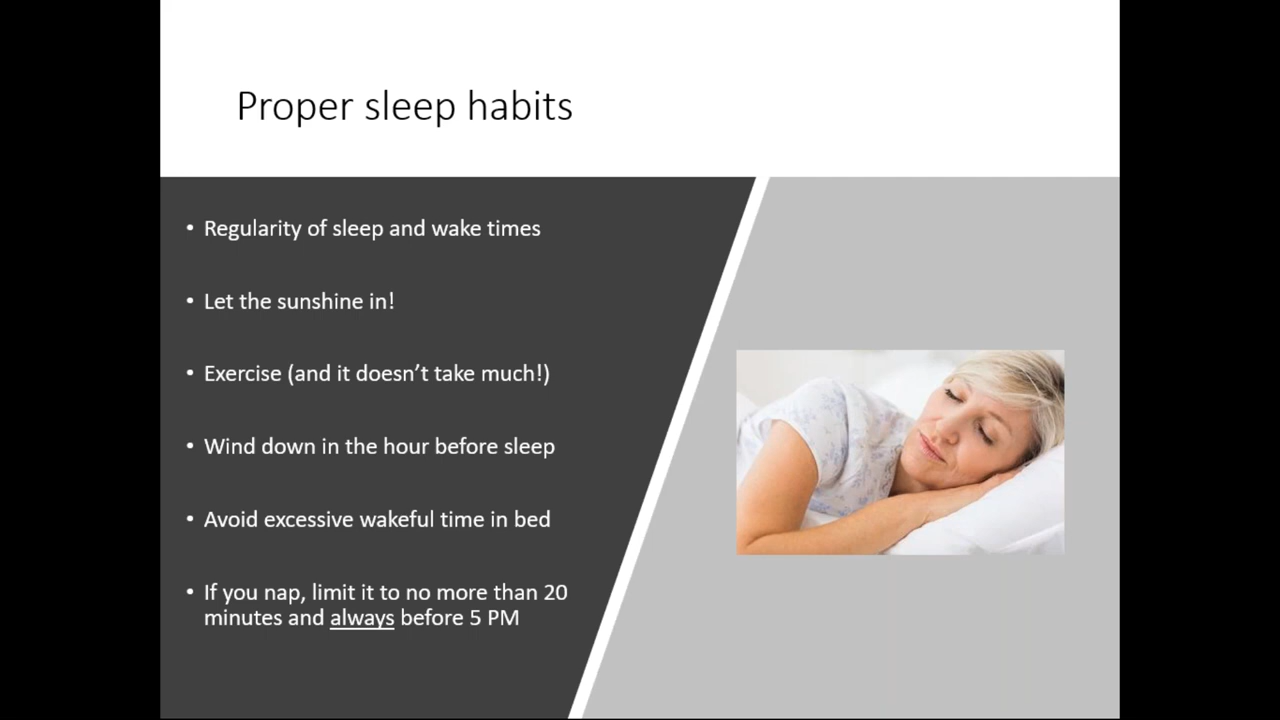 Proper sleep habits
• Regularity of sleep and wake times
• Let the sunshine in!
• Exercise (and it doesn’t take much!)
• Wind down in the hour before sleep
• Avoid excessive wakeful time in bed
• If you nap, limit it to no more than 20
minutes and always before 5 PM